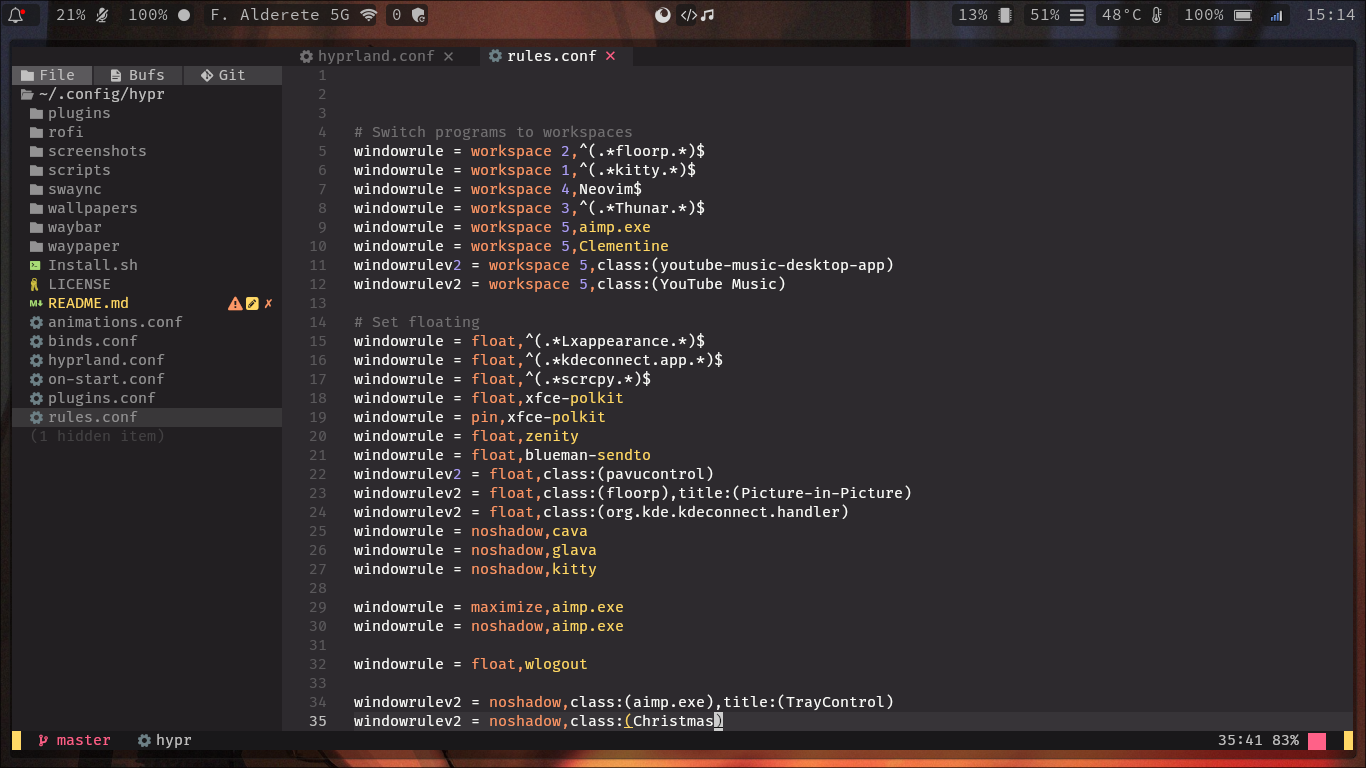 21% 100% F. Alderete 5G 0 </> 13% 51% 48°C 100% 15:14
hyprland.conf × rules.conf ×
File Bufs Git
~/.config/hypr
plugins
rofi
screenshots
scripts
swaync
wallpapers
waybar
waypaper
Install.sh
LICENSE
M↓ README.md ✗
animations.conf
binds.conf
hyprland.conf
on-start.conf
plugins.conf
rules.conf
(1 hidden item)
1
2
3
4 # Switch programs to workspaces
5 windowrule = workspace 2,^(.*floorp.*)$
6 windowrule = workspace 1,^(.*kitty.*)$
7 windowrule = workspace 4,Neovim$
8 windowrule = workspace 3,^(.*Thunar.*)$
9 windowrule = workspace 5,aimp.exe
10 windowrule = workspace 5,Clementine
11 windowrulev2 = workspace 5,class:(youtube-music-desktop-app)
12 windowrulev2 = workspace 5,class:(YouTube Music)
13
14 # Set floating
15 windowrule = float,^(.*Lxappearance.*)$
16 windowrule = float,^(.*kdeconnect.app.*)$
17 windowrule = float,^(.*scrcpy.*)$
18 windowrule = float,xfce-polkit
19 windowrule = pin,xfce-polkit
20 windowrule = float,zenity
21 windowrule = float,blueman-sendto
22 windowrulev2 = float,class:(pavucontrol)
23 windowrulev2 = float,class:(floorp),title:(Picture-in-Picture)
24 windowrulev2 = float,class:(org.kde.kdeconnect.handler)
25 windowrule = noshadow,cava
26 windowrule = noshadow,glava
27 windowrule = noshadow,kitty
28
29 windowrule = maximize,aimp.exe
30 windowrule = noshadow,aimp.exe
31
32 windowrule = float,wlogout
33
34 windowrulev2 = noshadow,class:(aimp.exe),title:(TrayControl)
35 windowrulev2 = noshadow,class:(Christmas)
master hypr 35:41 83%